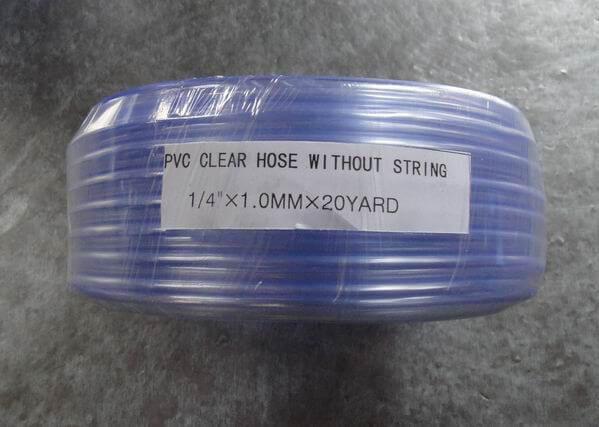 PVC CLEAR HOSE WITHOUT STRING
1/4"×1.0MM×20YARD